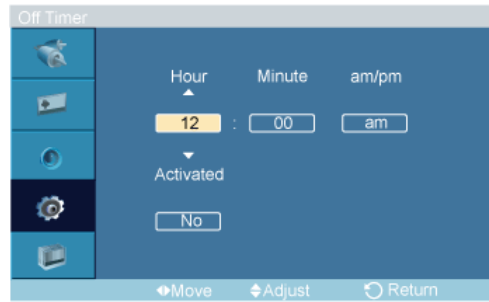 Off Timer
Hour Minute am/pm
12 : 00 am
Activated
No
Move Adjust Return